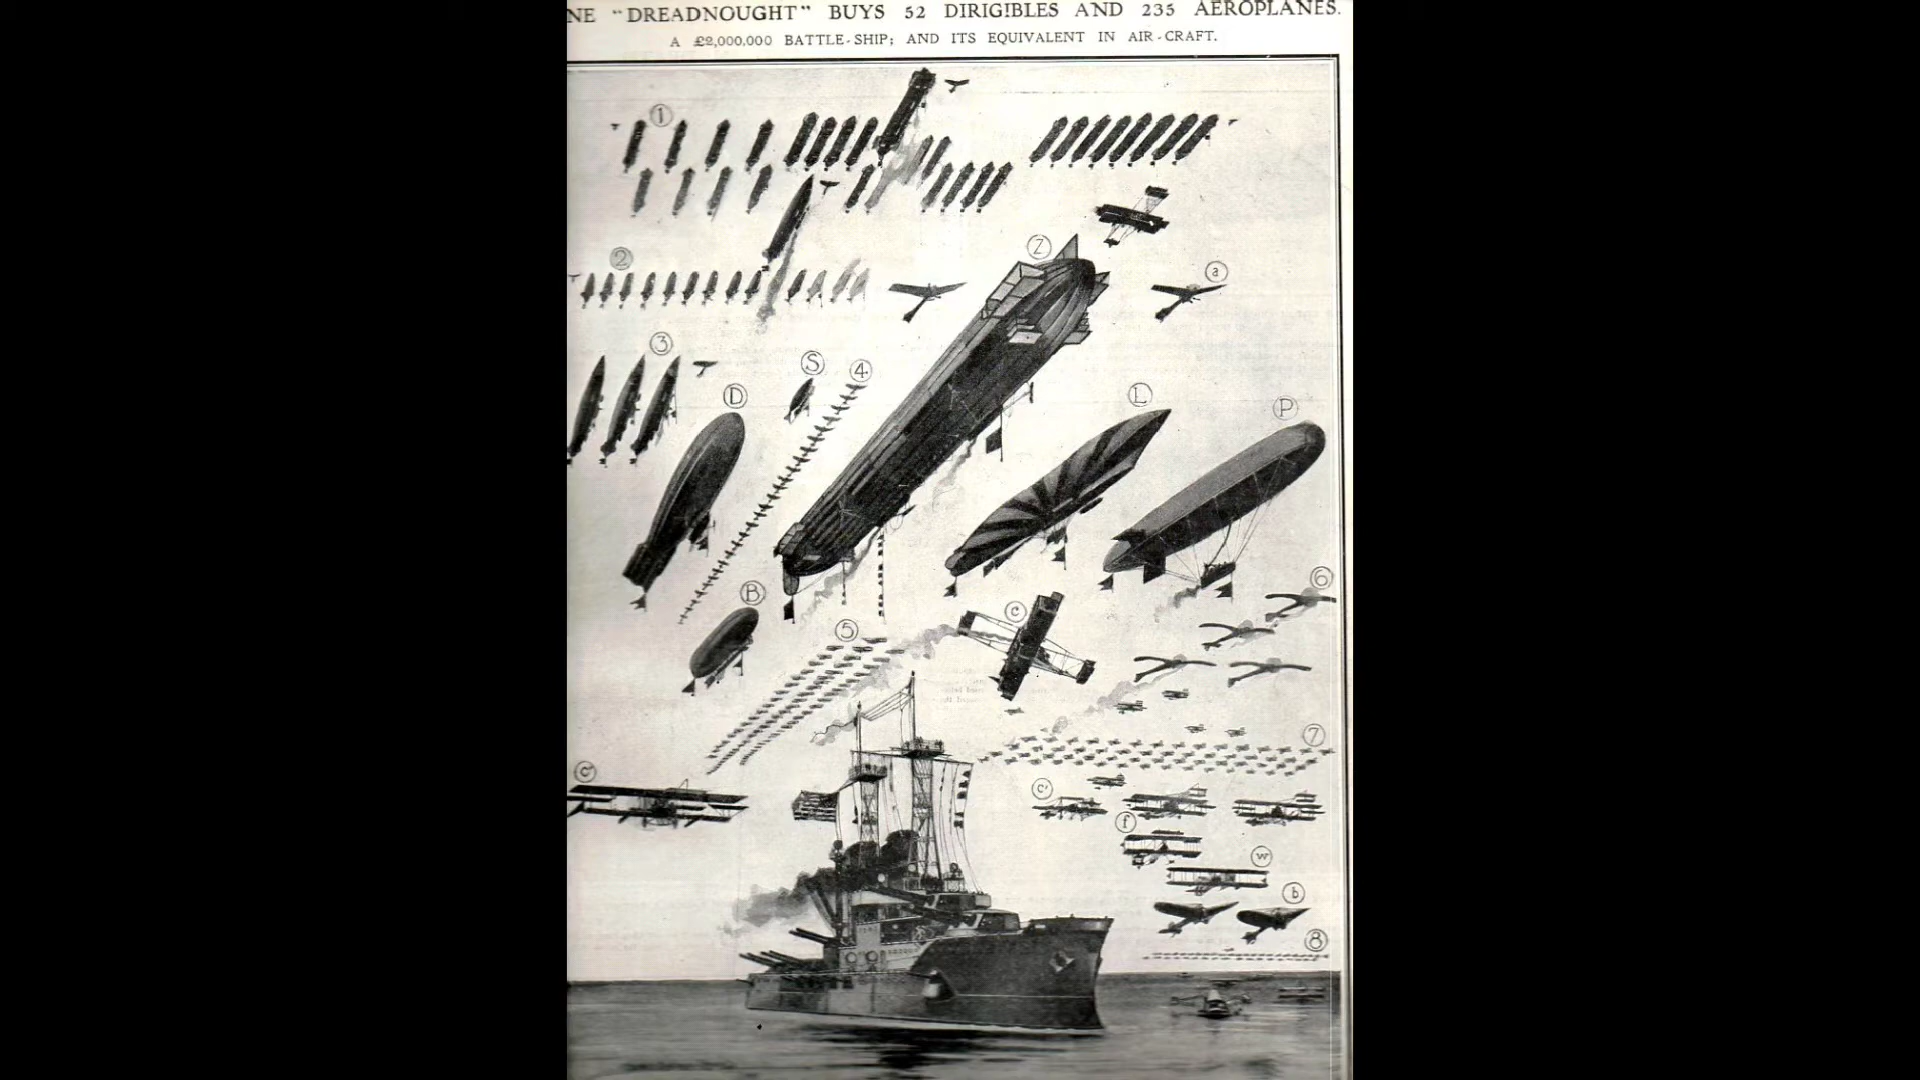 NE "DREADNOUGHT" BUYS 52 DIRIGIBLES AND 235 AEROPLANES.
A £2,000,000 BATTLE-SHIP; AND ITS EQUIVALENT IN AIR-CRAFT.
1
Z
2
a
3
S
4
D
L
P
6
B
c
5
7
c
c'
f
w
b
8